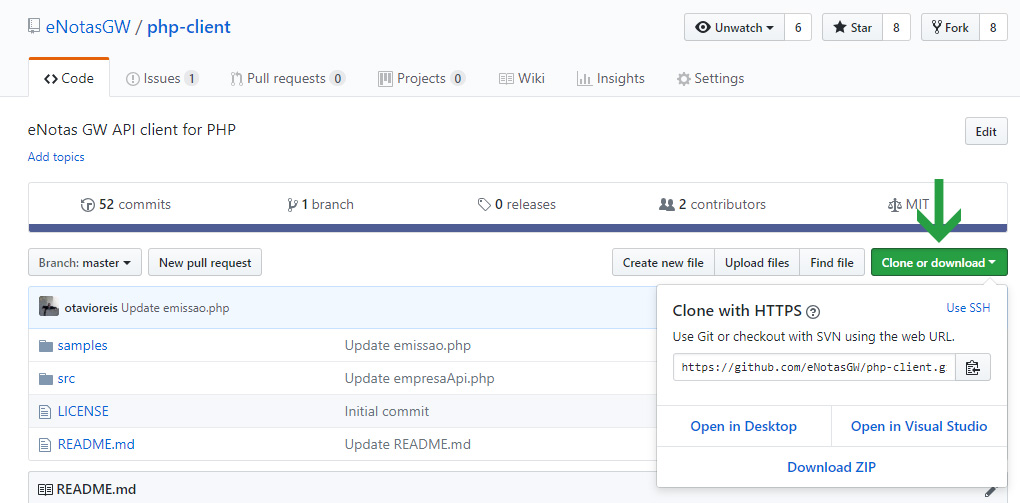 eNotasGW / php-client Unwatch 6 Star 8 Fork 8
Code Issues 1 Pull requests 0 Projects 0 Wiki Insights Settings
eNotas GW API client for PHP Edit
Add topics
52 commits 1 branch 0 releases 2 contributors MIT
Branch: master New pull request Create new file Upload files Find file Clone or download
otavioreis Update emissao.php
Clone with HTTPS ? Use SSH
Use Git or checkout with SVN using the web URL.
samples Update emissao.php
https://github.com/eNotasGW/php-client.g
src Update empresaApi.php
LICENSE Initial commit
Open in Desktop Open in Visual Studio
README.md Update README.md
Download ZIP
README.md